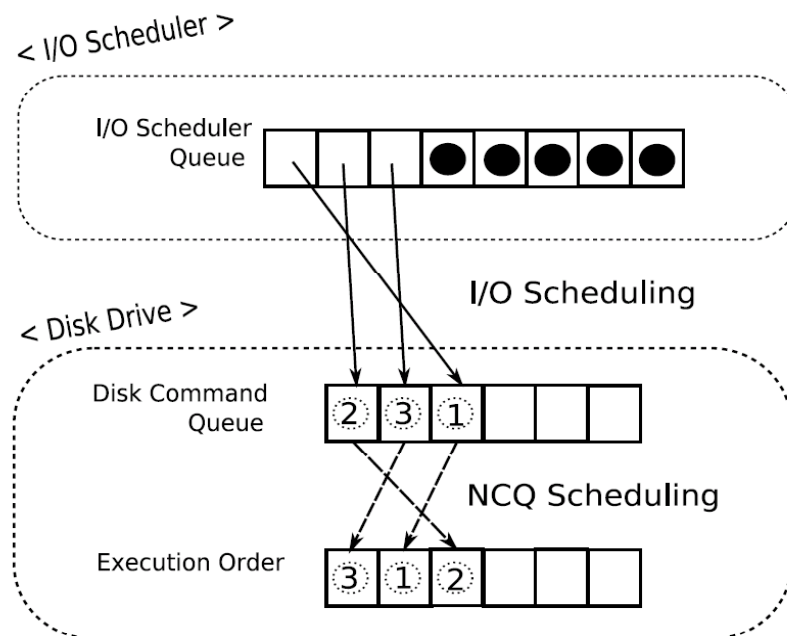 < I/O Scheduler >
I/O Scheduler
Queue
I/O Scheduling
< Disk Drive >
Disk Command
Queue
2 3 1
NCQ Scheduling
Execution Order
3 1 2